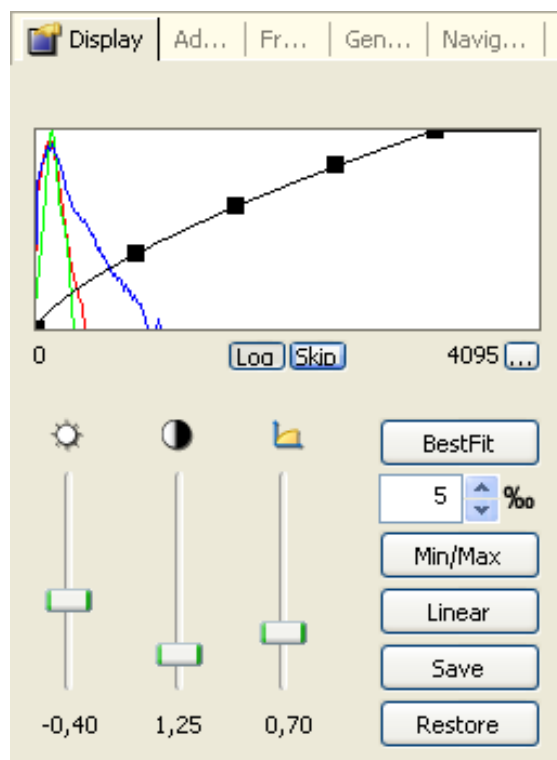 Display Ad... Fr... Gen... Navig...
0 Log Skip 4095 ...
BestFit
5 ‰
Min/Max
Linear
Save
-0,40 1,25 0,70 Restore